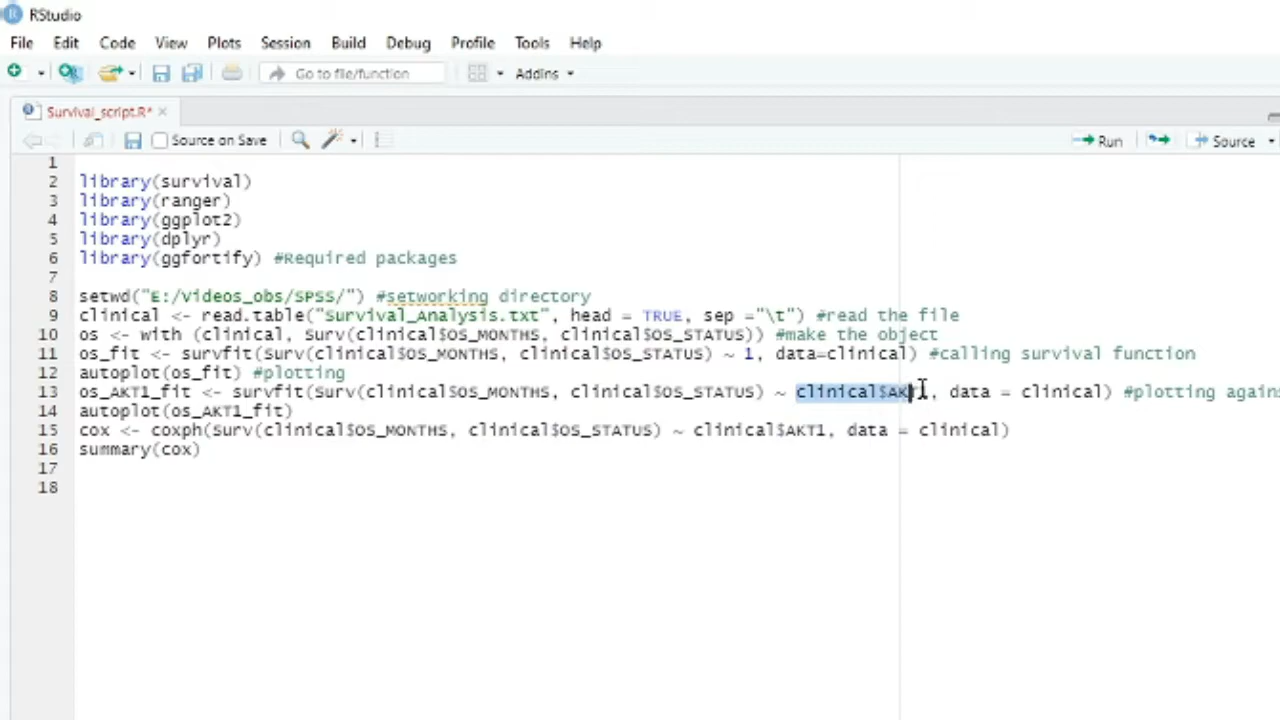 RStudio
File Edit Code View Plots Session Build Debug Profile Tools Help
Go to file/function Addins
Survival_script.R*
Source on Save Run Source
1
2 library(survival)
3 library(ranger)
4 library(ggplot2)
5 library(dplyr)
6 library(ggfortify) #Required packages
7
8 setwd("E:/Videos_obs/SPSS/") #setworking directory
9 clinical <- read.table("Survival_Analysis.txt", head = TRUE, sep ="\t") #read the file
10 os <- with (clinical, Surv(clinical$OS_MONTHS, clinical$OS_STATUS)) #make the object
11 os_fit <- survfit(Surv(clinical$OS_MONTHS, clinical$OS_STATUS) ~ 1, data=clinical) #calling survival function
12 autoplot(os_fit) #plotting
13 os_AKT1_fit <- survfit(Surv(clinical$OS_MONTHS, clinical$OS_STATUS) ~ clinical$AKT1, data = clinical) #plotting agains
14 autoplot(os_AKT1_fit)
15 cox <- coxph(Surv(clinical$OS_MONTHS, clinical$OS_STATUS) ~ clinical$AKT1, data = clinical)
16 summary(cox)
17
18